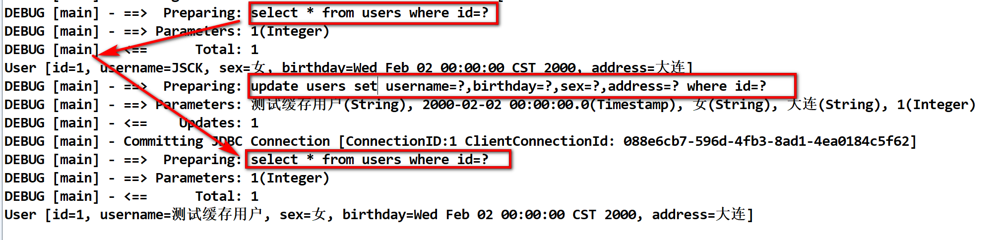 DEBUG [main] - ==>  Preparing: select * from users where id=?
DEBUG [main] - ==> Parameters: 1(Integer)
DEBUG [main] - <==      Total: 1
User [id=1, username=JSCK, sex=女, birthday=Wed Feb 02 00:00:00 CST 2000, address=大连]
DEBUG [main] - ==>  Preparing: update users set username=?,birthday=?,sex=?,address=? where id=?
DEBUG [main] - ==> Parameters: 测试缓存用户(String), 2000-02-02 00:00:00.0(Timestamp), 女(String), 大连(String), 1(Integer)
DEBUG [main] - <==    Updates: 1
DEBUG [main] - Committing JDBC Connection [ConnectionID:1 ClientConnectionId: 088e6cb7-596d-4fb3-8ad1-4ea0184c5f62]
DEBUG [main] - ==>  Preparing: select * from users where id=?
DEBUG [main] - ==> Parameters: 1(Integer)
DEBUG [main] - <==      Total: 1
User [id=1, username=测试缓存用户, sex=女, birthday=Wed Feb 02 00:00:00 CST 2000, address=大连]